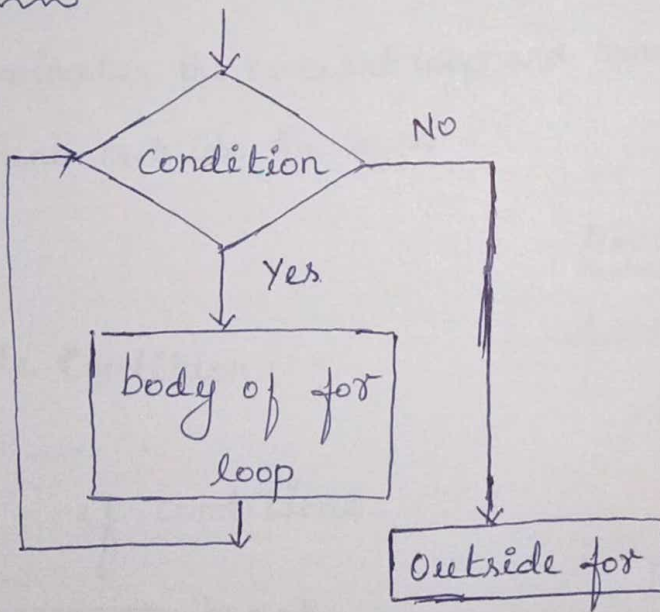 Condition
No
Yes
body of for
loop
Outside for